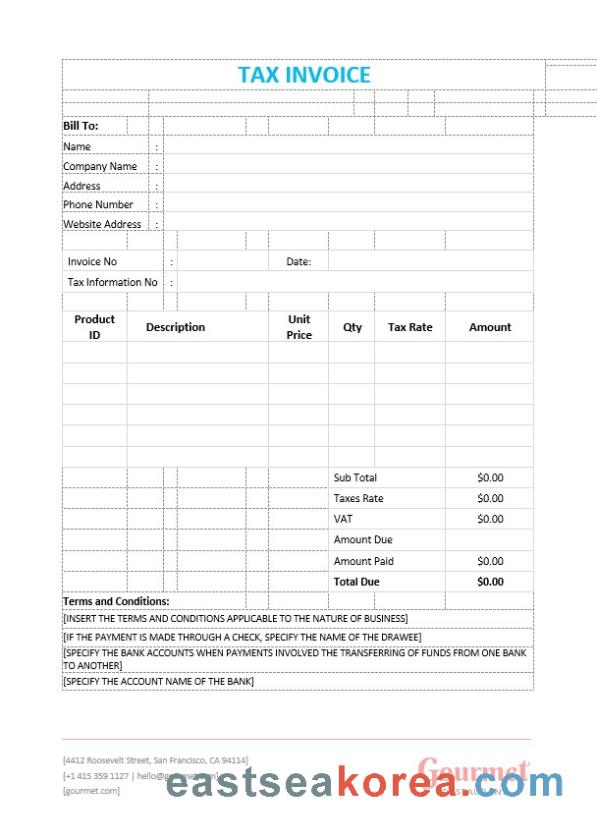 TAX INVOICE
Bill To:
Name :
Company Name :
Address :
Phone Number :
Website Address :
Invoice No : Date:
Tax Information No :
Product ID Description Unit Price Qty Tax Rate Amount
Sub Total $0.00
Taxes Rate $0.00
VAT $0.00
Amount Due
Amount Paid $0.00
Total Due $0.00
Terms and Conditions:
[INSERT THE TERMS AND CONDITIONS APPLICABLE TO THE NATURE OF BUSINESS]
[IF THE PAYMENT IS MADE THROUGH A CHECK, SPECIFY THE NAME OF THE DRAWEE]
[SPECIFY THE BANK ACCOUNTS WHEN PAYMENTS INVOLVED THE TRANSFERRING OF FUNDS FROM ONE BANK
TO ANOTHER]
[SPECIFY THE ACCOUNT NAME OF THE BANK]
[4412 Roosevelt Street, San Francisco, CA 94114]
[+1 415 359 1127 | hello@gourmet.com]
[gourmet.com]
Gourmet
eastseakorea.com